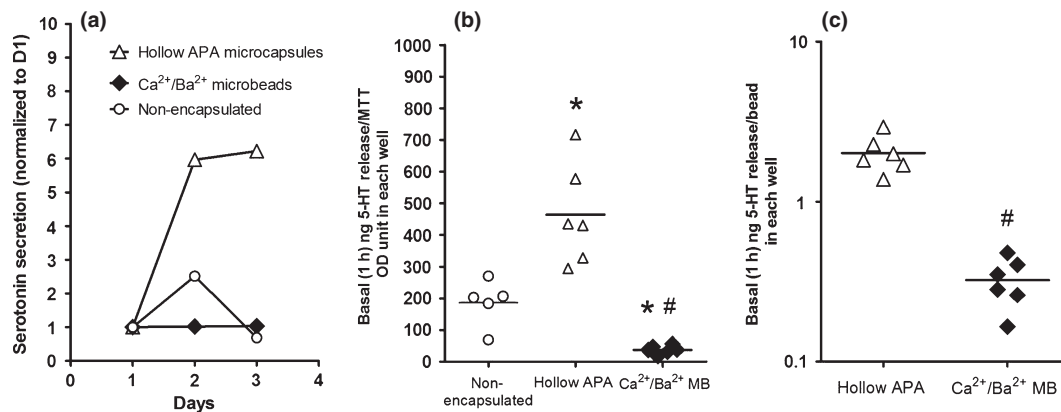 (a)
Serotonin secretion (normalized to D1)
10
9
8
7
6
5
4
3
2
1
0
Hollow APA microcapsules
Ca²⁺/Ba²⁺ microbeads
Non-encapsulated
0 1 2 3 4
Days
(b)
Basal (1 h) ng 5-HT release/MTT
OD unit in each well
1000
900
800
700
600
500
400
300
200
100
0
*
* #
Non-
encapsulated
Hollow APA
Ca²⁺/Ba²⁺ MB
(c)
Basal (1 h) ng 5-HT release/bead
in each well
10
1
0.1
#
Hollow APA
Ca²⁺/Ba²⁺ MB